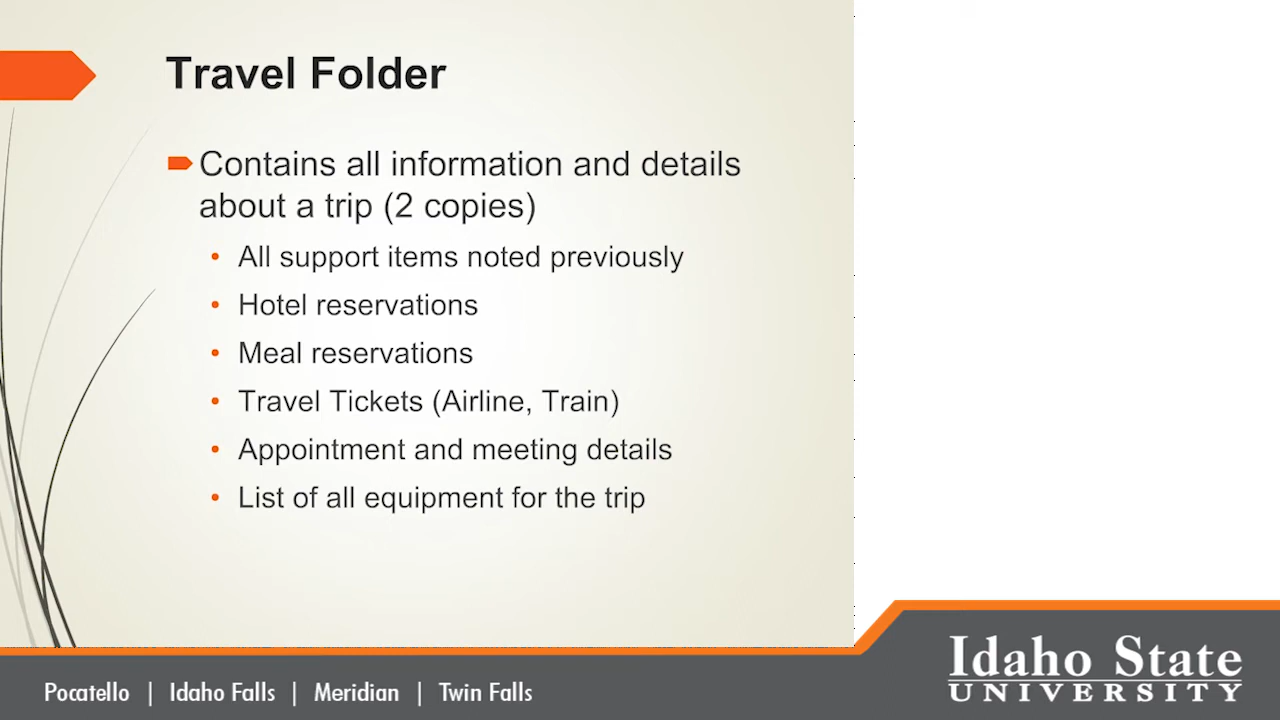 Travel Folder
Contains all information and details
about a trip (2 copies)
• All support items noted previously
• Hotel reservations
• Meal reservations
• Travel Tickets (Airline, Train)
• Appointment and meeting details
• List of all equipment for the trip
Pocatello | Idaho Falls | Meridian | Twin Falls
Idaho State
UNIVERSITY